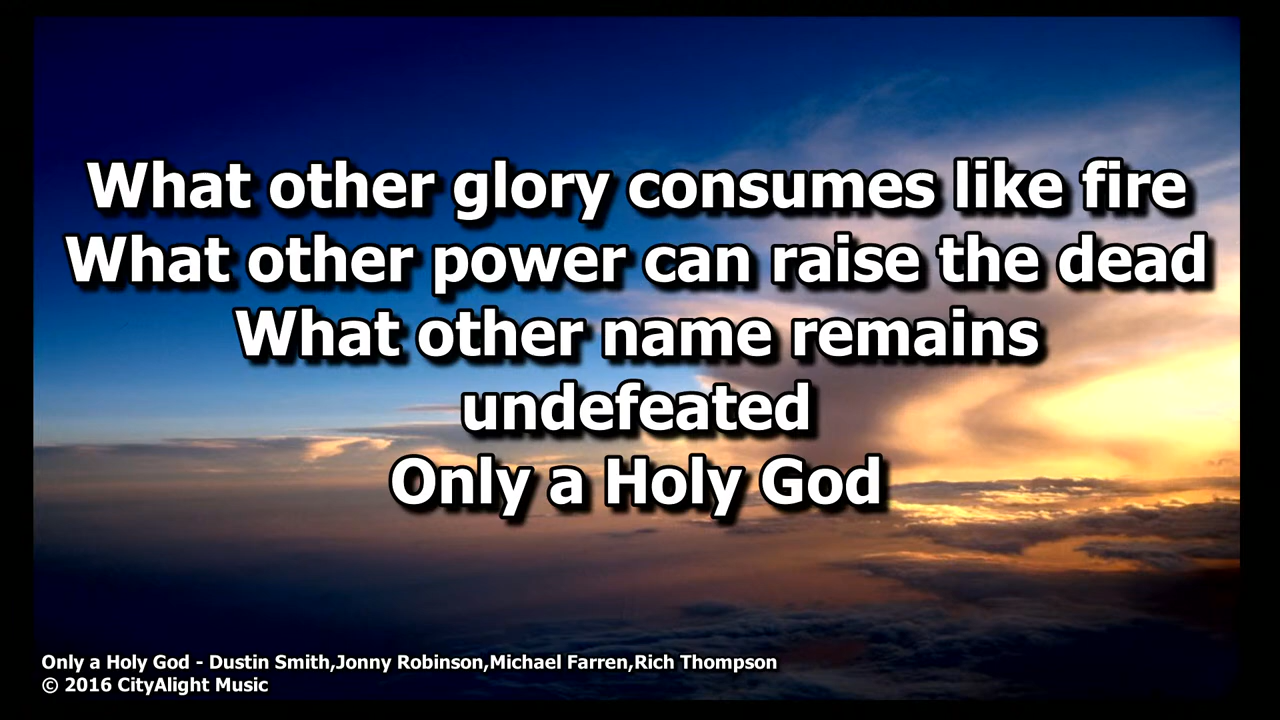 What other glory consumes like fire
What other power can raise the dead
What other name remains
undefeated
Only a Holy God
Only a Holy God - Dustin Smith,Jonny Robinson,Michael Farren,Rich Thompson
© 2016 CityAlight Music